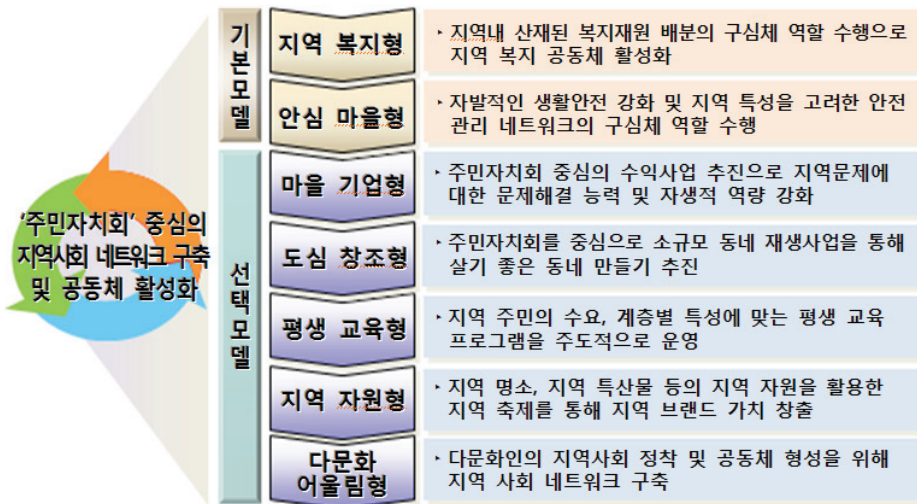 '주민자치회' 중심의
지역사회 네트워크 구축
및 공동체 활성화
기본모델
지역 복지형
‣ 지역내 산재된 복지재원 배분의 구심체 역할 수행으로
지역 복지 공동체 활성화
안심 마을형
‣ 자발적인 생활안전 강화 및 지역 특성을 고려한 안전
관리 네트워크의 구심체 역할 수행
선택모델
마을 기업형
‣ 주민자치회 중심의 수익사업 추진으로 지역문제에
대한 문제해결 능력 및 자생적 역량 강화
도심 창조형
‣ 주민자치회를 중심으로 소규모 동네 재생사업을 통해
살기 좋은 동네 만들기 추진
평생 교육형
‣ 지역 주민의 수요, 계층별 특성에 맞는 평생 교육
프로그램을 주도적으로 운영
지역 자원형
‣ 지역 명소, 지역 특산물 등의 지역 자원을 활용한
지역 축제를 통해 지역 브랜드 가치 창출
다문화
어울림형
‣ 다문화인의 지역사회 정착 및 공동체 형성을 위해
지역 사회 네트워크 구축